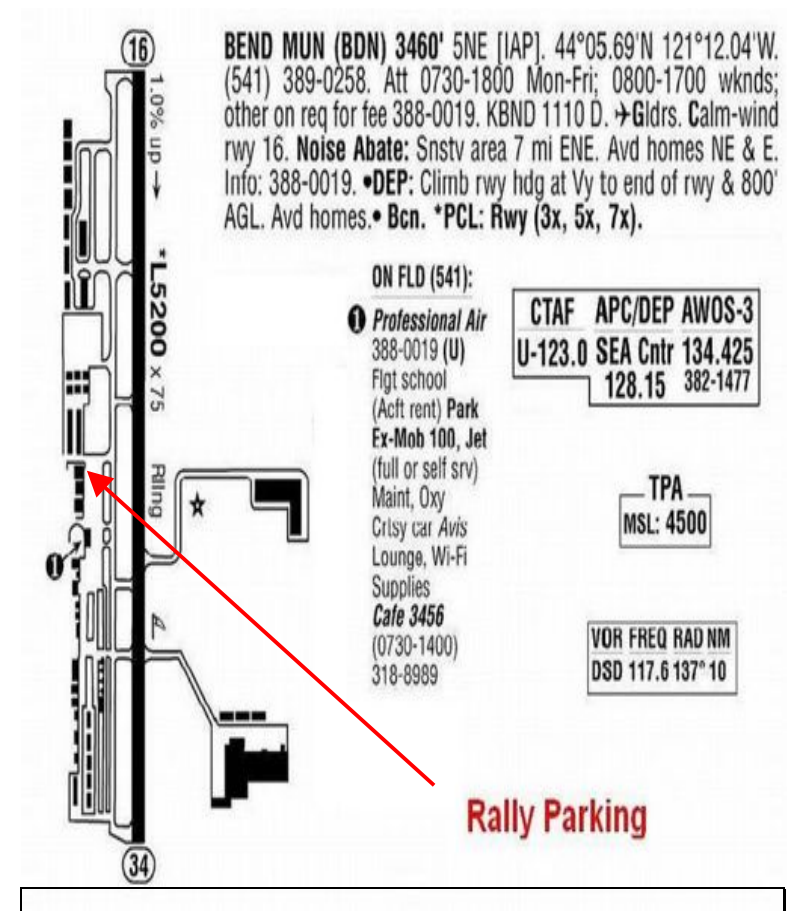 16
BEND MUN (BDN) 3460' 5NE [IAP]. 44°05.69'N 121°12.04'W.
(541) 389-0258. Att 0730-1800 Mon-Fri; 0800-1700 wknds;
other on req for fee 388-0019. KBND 1110 D. ✈Gldrs. Calm-wind
rwy 16. Noise Abate: Snstv area 7 mi ENE. Avd homes NE & E.
Info: 388-0019. •DEP: Climb rwy hdg at Vy to end of rwy & 800'
AGL. Avd homes.• Bcn. *PCL: Rwy (3x, 5x, 7x).
1.0% up →
*L5200 x 75
Rling
ON FLD (541):
❶ Professional Air
388-0019 (U)
Flgt school
(Acft rent) Park
Ex-Mob 100, Jet
(full or self srv)
Maint, Oxy
Crtsy car Avis
Lounge, Wi-Fi
Supplies
Cafe 3456
(0730-1400)
318-8989
CTAF APC/DEP AWOS-3
U-123.0 SEA Cntr 134.425
128.15 382-1477
TPA
MSL: 4500
VOR FREQ RAD NM
DSD 117.6 137° 10
❶
Rally Parking
34